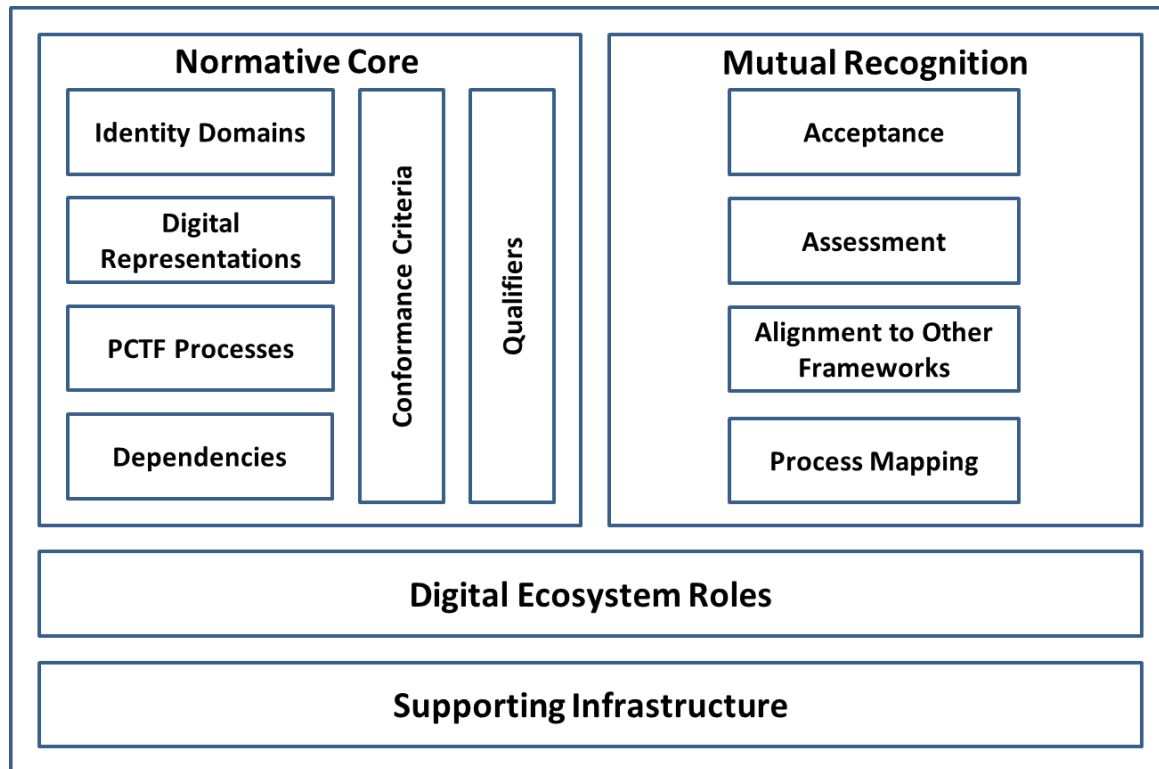 Normative Core
Identity Domains
Digital
Representations
PCTF Processes
Dependencies
Conformance Criteria
Qualifiers
Mutual Recognition
Acceptance
Assessment
Alignment to Other
Frameworks
Process Mapping
Digital Ecosystem Roles
Supporting Infrastructure